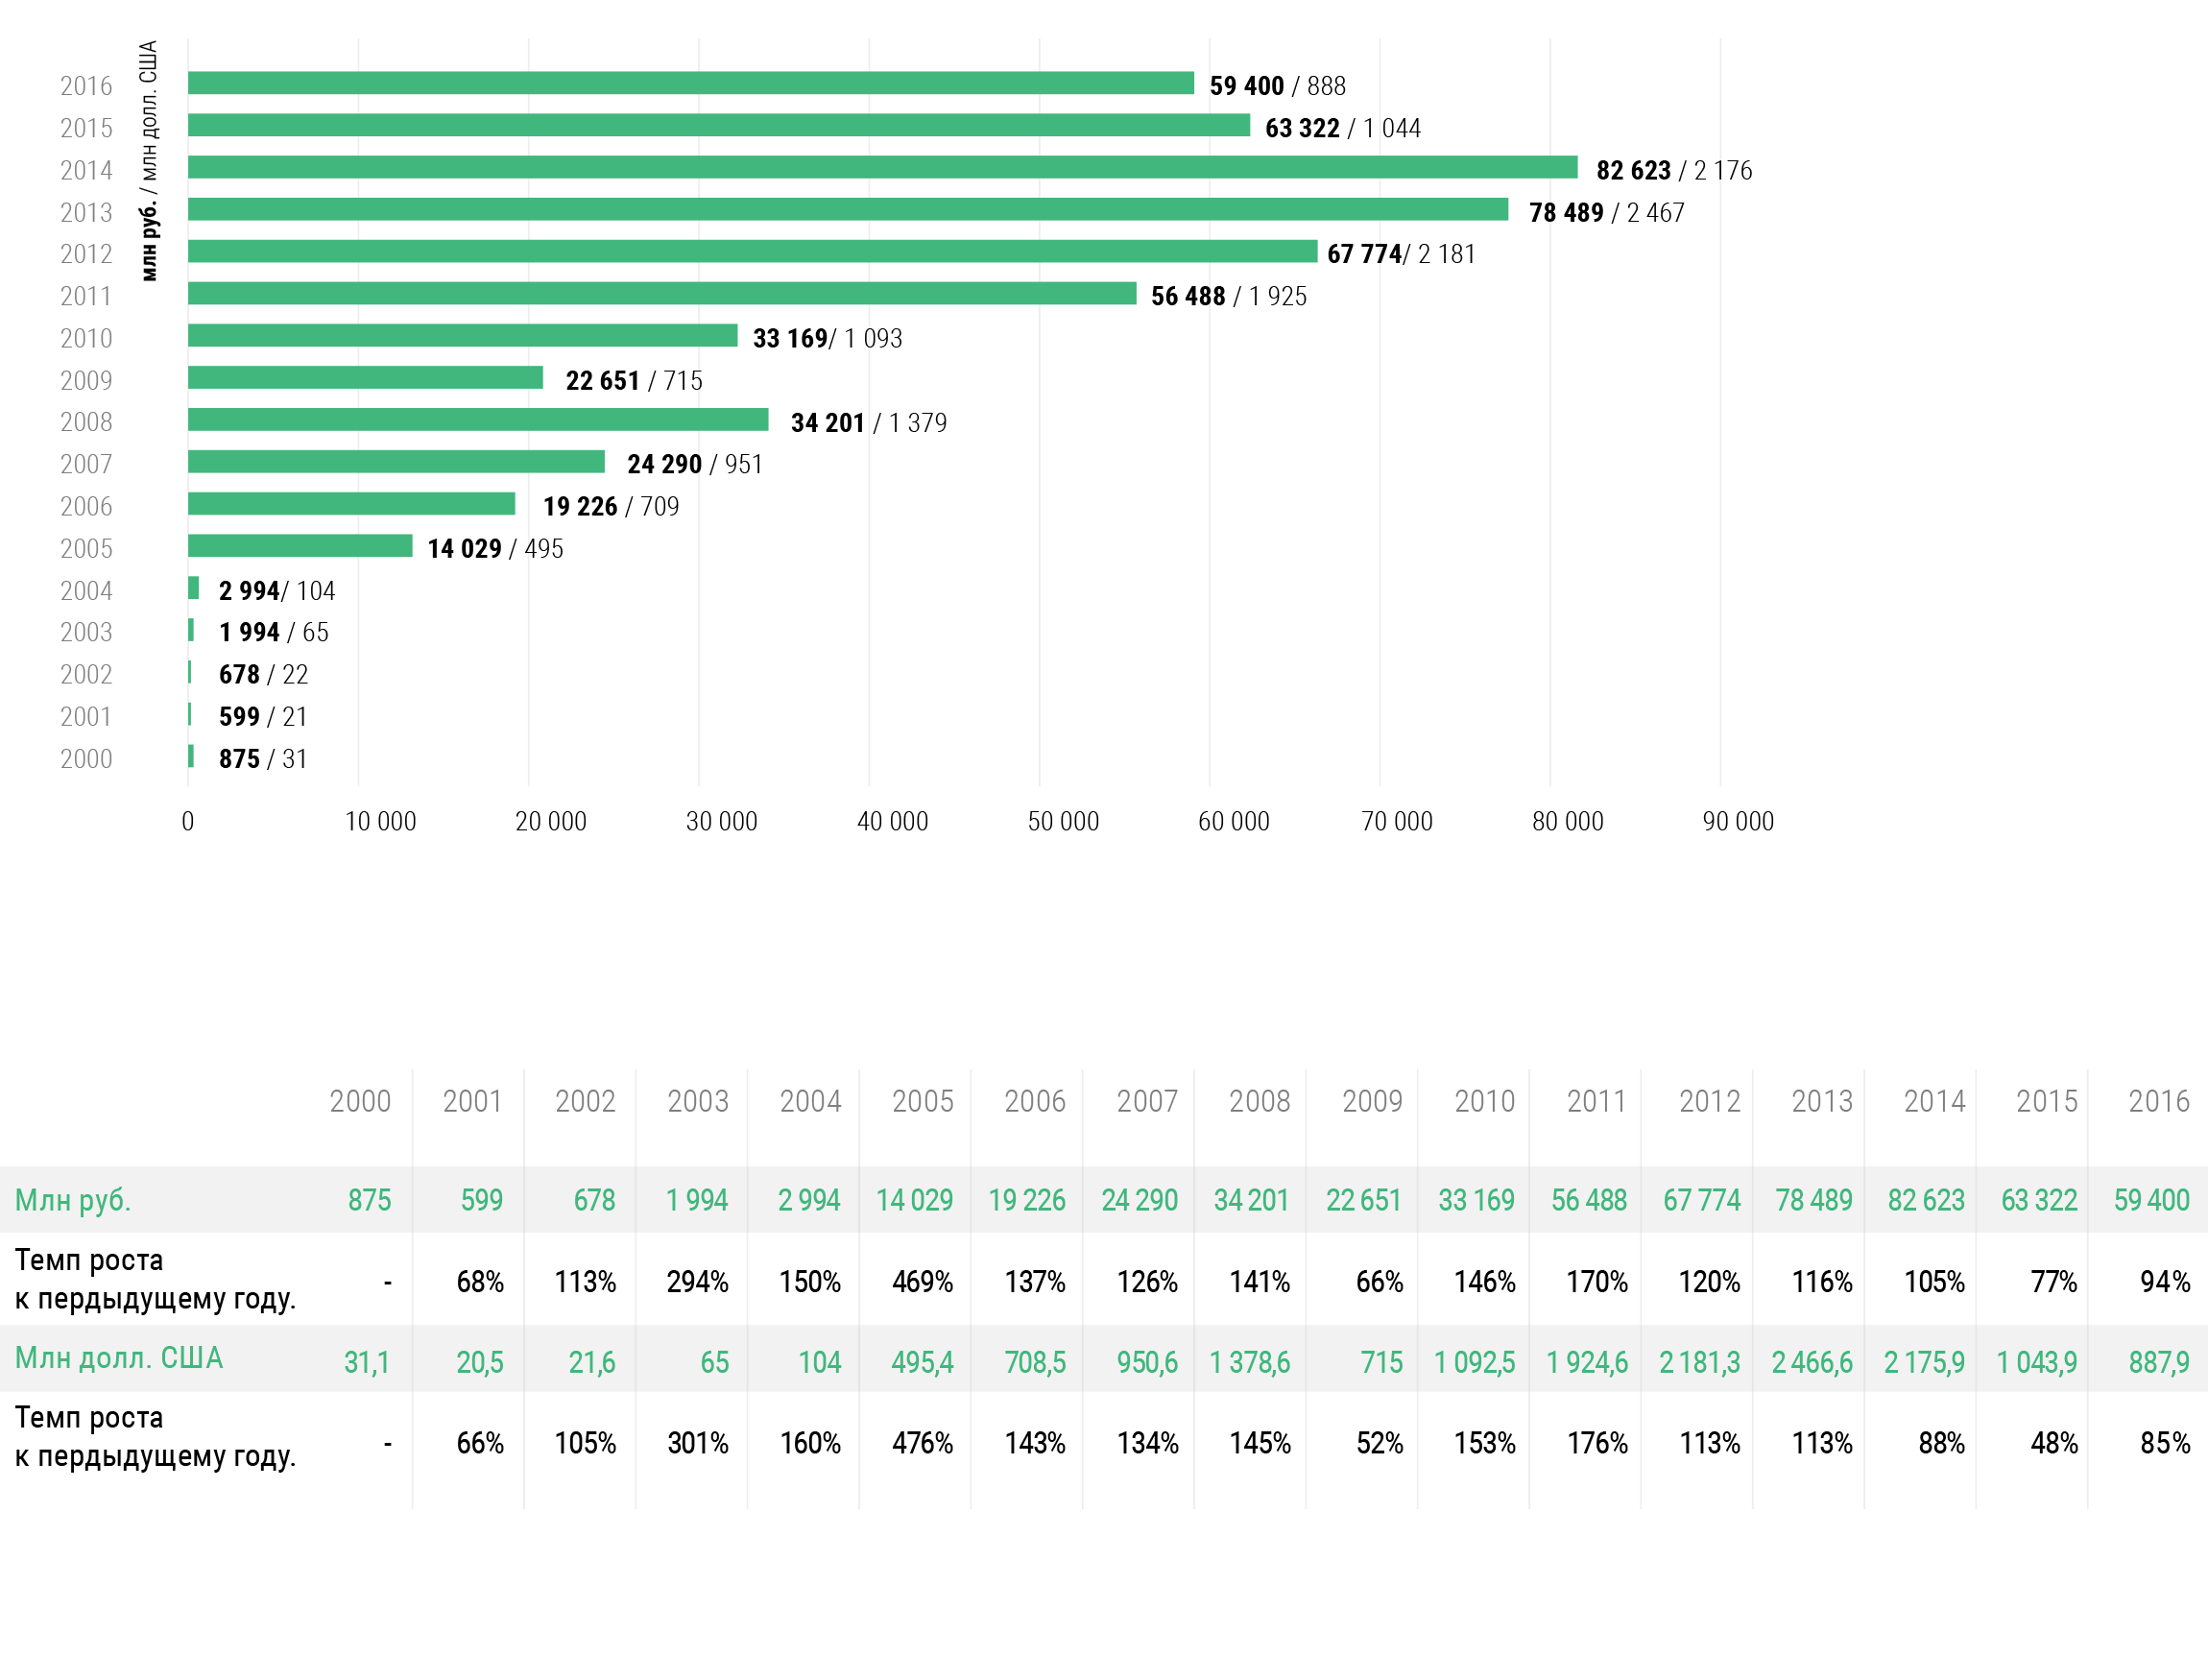 млн руб. / млн долл. США
2016 59 400 / 888
2015 63 322 / 1 044
2014 82 623 / 2 176
2013 78 489 / 2 467
2012 67 774/ 2 181
2011 56 488 / 1 925
2010 33 169/ 1 093
2009 22 651 / 715
2008 34 201 / 1 379
2007 24 290 / 951
2006 19 226 / 709
2005 14 029 / 495
2004 2 994/ 104
2003 1 994 / 65
2002 678 / 22
2001 599 / 21
2000 875 / 31
0 10 000 20 000 30 000 40 000 50 000 60 000 70 000 80 000 90 000
2000 2001 2002 2003 2004 2005 2006 2007 2008 2009 2010 2011 2012 2013 2014 2015 2016
Млн руб. 875 599 678 1 994 2 994 14 029 19 226 24 290 34 201 22 651 33 169 56 488 67 774 78 489 82 623 63 322 59 400
Темп роста
к пердыдущему году. - 68% 113% 294% 150% 469% 137% 126% 141% 66% 146% 170% 120% 116% 105% 77% 94%
Млн долл. США 31,1 20,5 21,6 65 104 495,4 708,5 950,6 1 378,6 715 1 092,5 1 924,6 2 181,3 2 466,6 2 175,9 1 043,9 887,9
Темп роста
к пердыдущему году. - 66% 105% 301% 160% 476% 143% 134% 145% 52% 153% 176% 113% 113% 88% 48% 85%